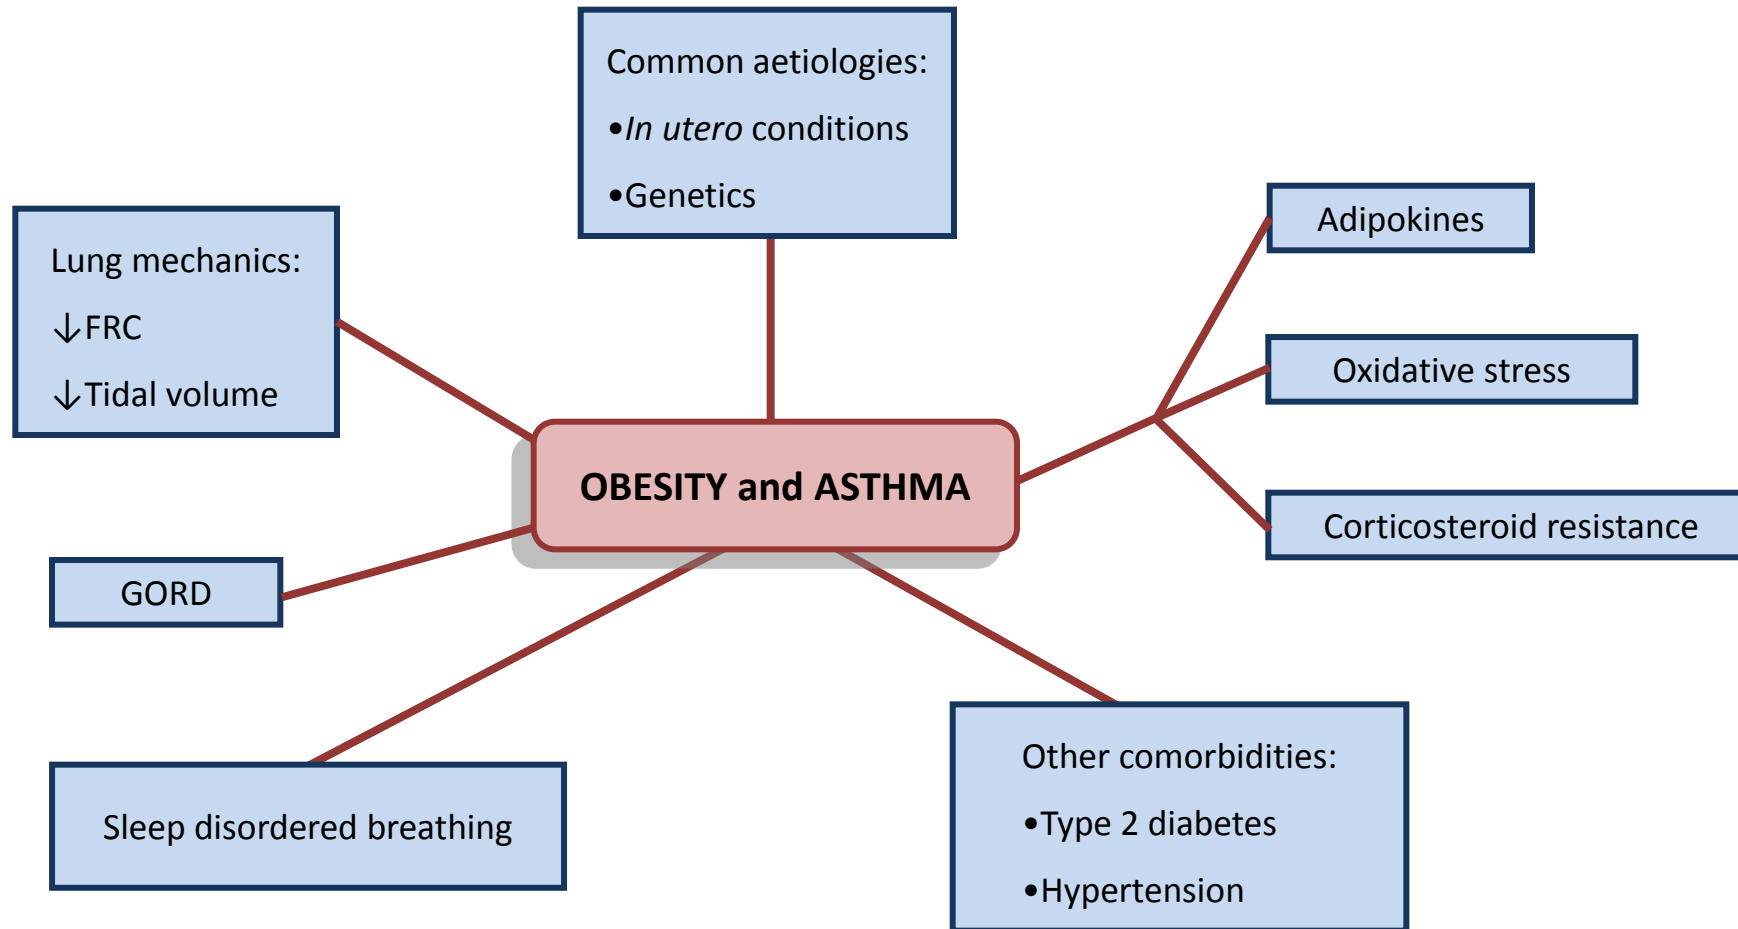 Common aetiologies:
•In utero conditions
•Genetics
Lung mechanics:
↓FRC
↓Tidal volume
Adipokines
Oxidative stress
OBESITY and ASTHMA
Corticosteroid resistance
GORD
Sleep disordered breathing
Other comorbidities:
•Type 2 diabetes
•Hypertension